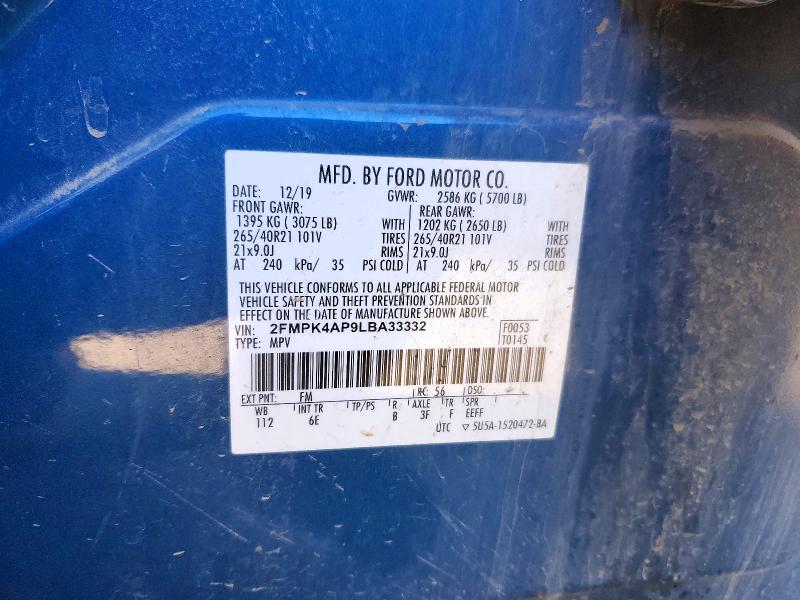 MFD. BY FORD MOTOR CO.
DATE: 12/19 GVWR: 2586 KG ( 5700 LB)
FRONT GAWR: REAR GAWR:
1395 KG ( 3075 LB) WITH 1202 KG ( 2650 LB) WITH
265/40R21 101V TIRES 265/40R21 101V TIRES
21x9.0J RIMS 21x9.0J RIMS
AT 240 kPa/ 35 PSI COLD AT 240 kPa/ 35 PSI COLD
THIS VEHICLE CONFORMS TO ALL APPLICABLE FEDERAL MOTOR
VEHICLE SAFETY AND THEFT PREVENTION STANDARDS IN
EFFECT ON THE DATE OF MANUFACTURE SHOWN ABOVE.
VIN: 2FMPK4AP9LBA33332 F0053
TYPE: MPV T0145
EXT PNT: FM RC: 56 DSO:
WB INT TR TP/PS R AXLE TR SPR
112 6E B 3F F EEFF
UTC ▽ 5U5A-1520472-BA